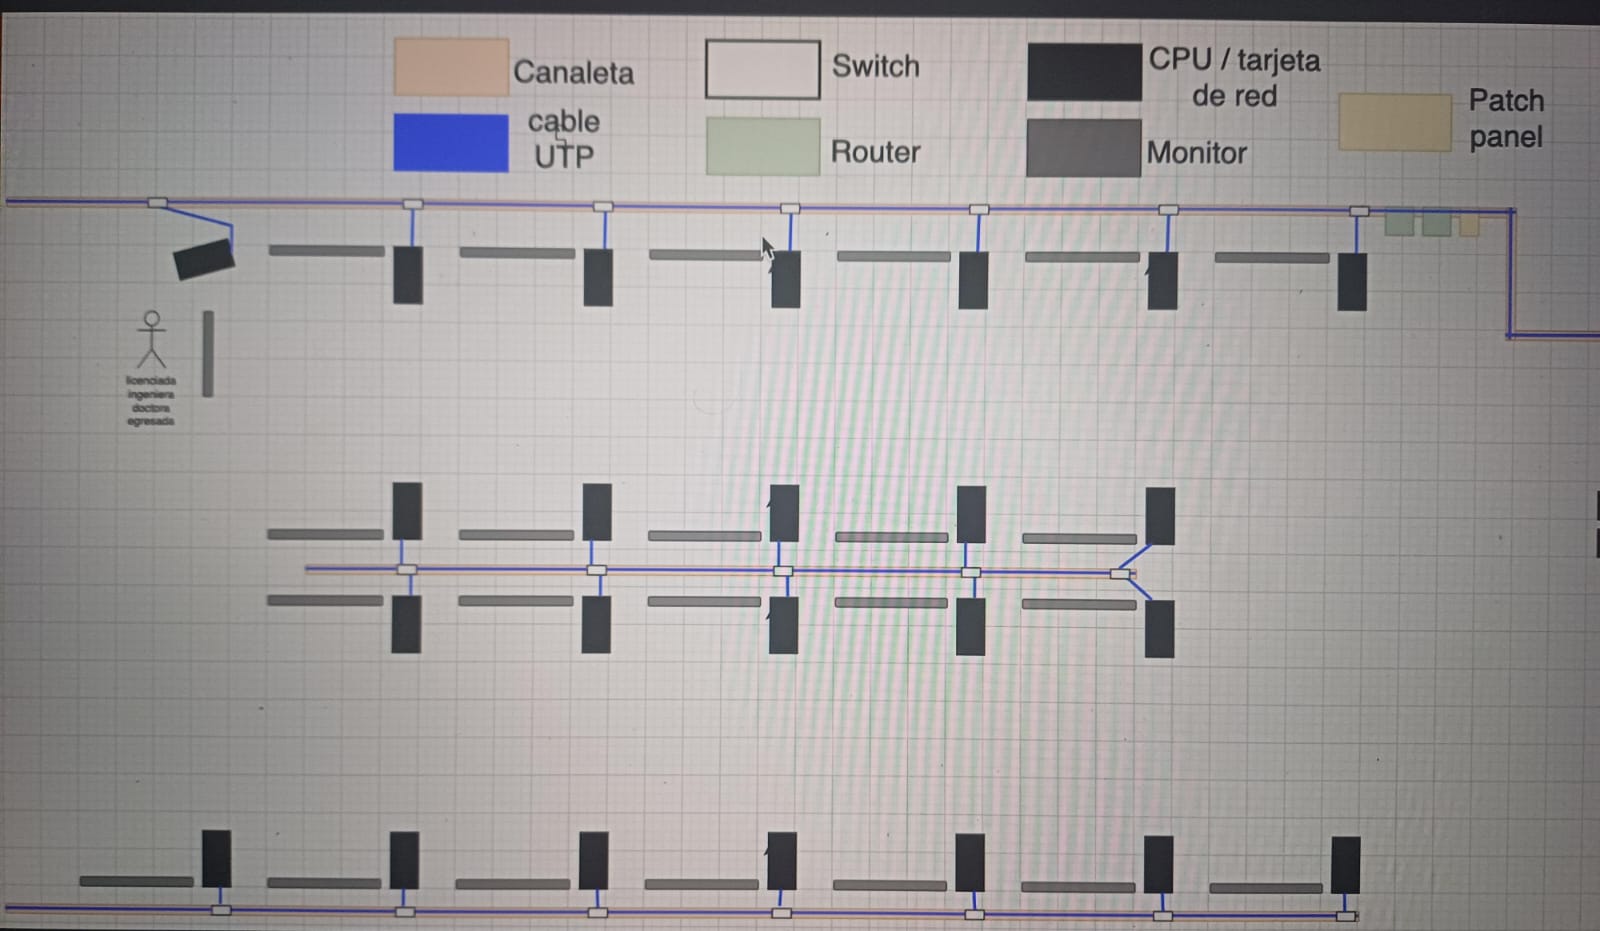 Canaleta
Switch
CPU / tarjeta
de red
cable
UTP
Router
Monitor
Patch
panel
licenciada
ingeniera
doctora
egresada